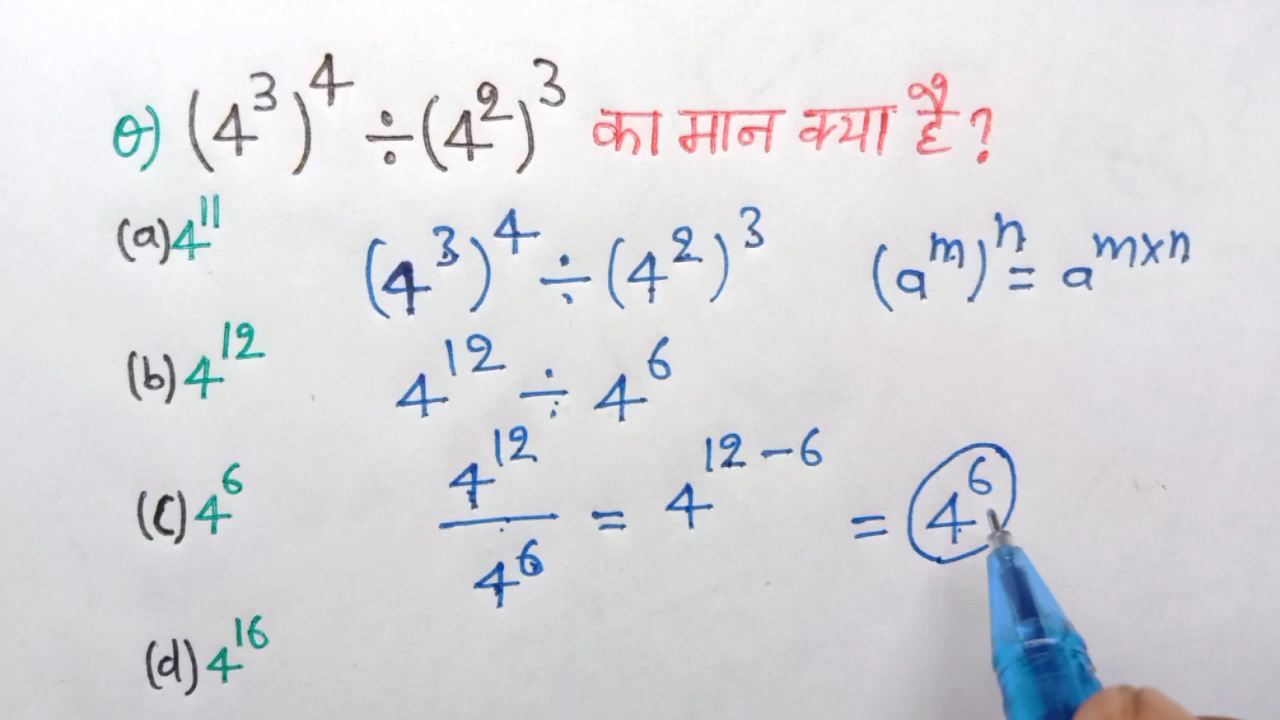 Q) (4³)⁴ ÷ (4²)³ का मान क्या है?
(a) 4¹¹
(4³)⁴ ÷ (4²)³
(aᵐ)ⁿ = aᵐˣⁿ
(b) 4¹²
4¹² ÷ 4⁶
(c) 4⁶
4¹²/4⁶ = 4¹²⁻⁶ = 4⁶
(d) 4¹⁶